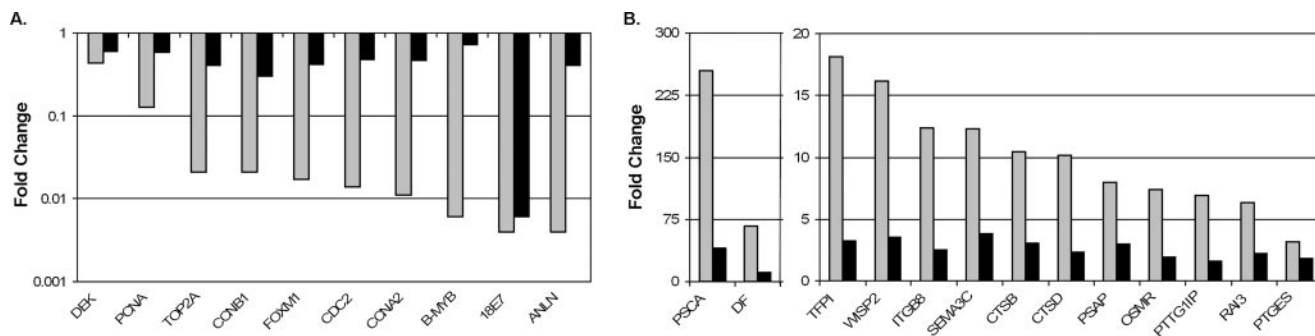 A.
Fold Change
1
0.1
0.01
0.001
DEK
PCNA
TOP2A
CCNB1
FOXM1
CDC2
CCNA2
B-MYB
18E7
ANLN
B.
Fold Change
300
225
150
75
0
PSCA
DF
20
15
10
5
0
TFPI
WISP2
ITGB8
SEMA3C
CTSB
CTSD
PSAP
OSMR
PTTG1IP
RAI3
PTGES